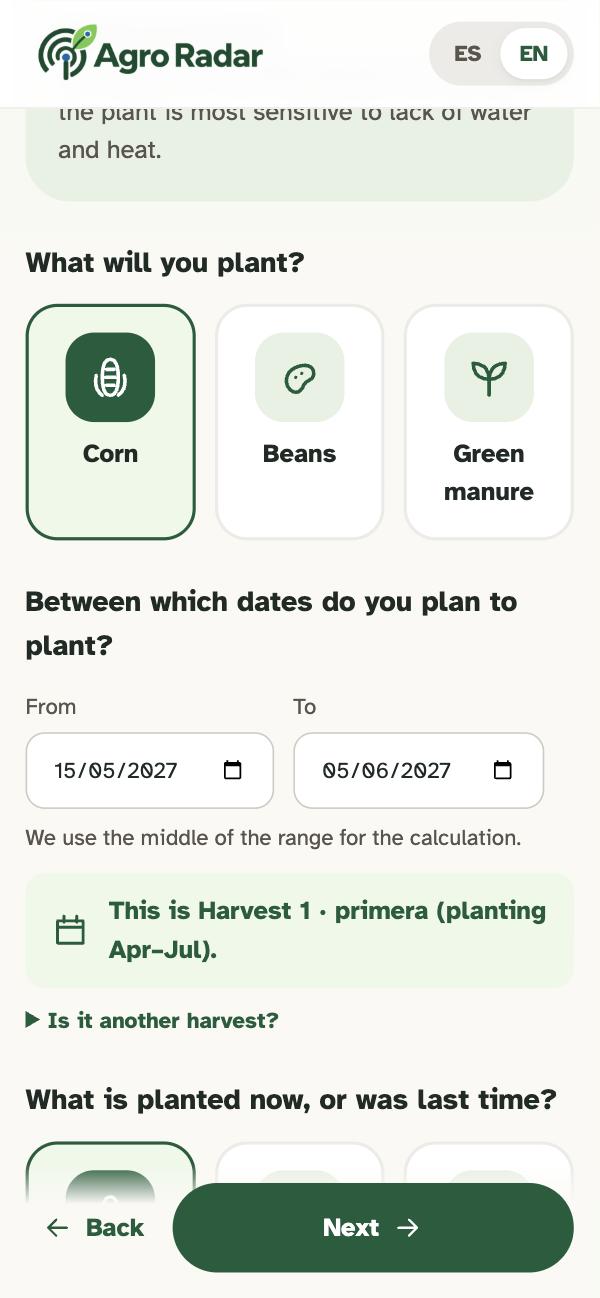 Agro Radar
ES EN
the plant is most sensitive to lack of water
and heat.
What will you plant?
Corn
Beans
Green
manure
Between which dates do you plan to
plant?
From
To
15/05/2027
05/06/2027
We use the middle of the range for the calculation.
This is Harvest 1 · primera (planting
Apr–Jul).
▶ Is it another harvest?
What is planted now, or was last time?
← Back
Next →